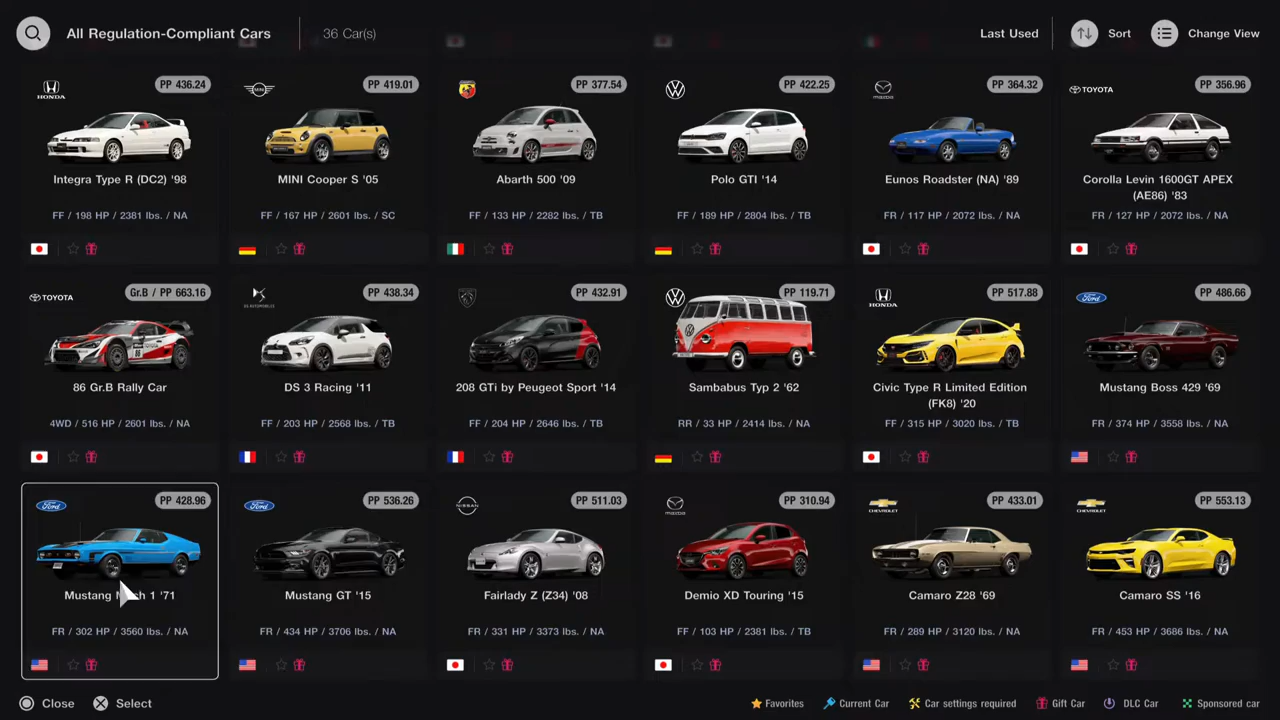 All Regulation-Compliant Cars
36 Car(s)
Last Used
Sort
Change View
HONDA
PP 436.24
Integra Type R (DC2) '98
FF / 198 HP / 2381 lbs. / NA
MINI
PP 419.01
MINI Cooper S '05
FF / 167 HP / 2601 lbs. / SC
PP 377.54
Abarth 500 '09
FF / 133 HP / 2282 lbs. / TB
PP 422.25
Polo GTI '14
FF / 189 HP / 2804 lbs. / TB
mazda
PP 364.32
Eunos Roadster (NA) '89
FR / 117 HP / 2072 lbs. / NA
TOYOTA
PP 356.96
Corolla Levin 1600GT APEX
(AE86) '83
FR / 127 HP / 2072 lbs. / NA
TOYOTA
Gr.B / PP 663.16
86 Gr.B Rally Car
4WD / 516 HP / 2601 lbs. / NA
DS AUTOMOBILES
PP 438.34
DS 3 Racing '11
FF / 203 HP / 2568 lbs. / TB
PP 432.91
208 GTi by Peugeot Sport '14
FF / 204 HP / 2646 lbs. / TB
PP 119.71
Sambabus Typ 2 '62
RR / 33 HP / 2414 lbs. / NA
HONDA
PP 517.88
Civic Type R Limited Edition
(FK8) '20
FF / 315 HP / 3020 lbs. / TB
Ford
PP 486.66
Mustang Boss 429 '69
FR / 374 HP / 3558 lbs. / NA
Ford
PP 428.96
Mustang Mach 1 '71
FR / 302 HP / 3560 lbs. / NA
Ford
PP 536.26
Mustang GT '15
FR / 434 HP / 3706 lbs. / NA
NISSAN
PP 511.03
Fairlady Z (Z34) '08
FR / 331 HP / 3373 lbs. / NA
mazda
PP 310.94
Demio XD Touring '15
FF / 103 HP / 2381 lbs. / TB
CHEVROLET
PP 433.01
Camaro Z28 '69
FR / 289 HP / 3120 lbs. / NA
CHEVROLET
PP 553.13
Camaro SS '16
FR / 453 HP / 3686 lbs. / NA
Close
Select
Favorites
Current Car
Car settings required
Gift Car
DLC Car
Sponsored car